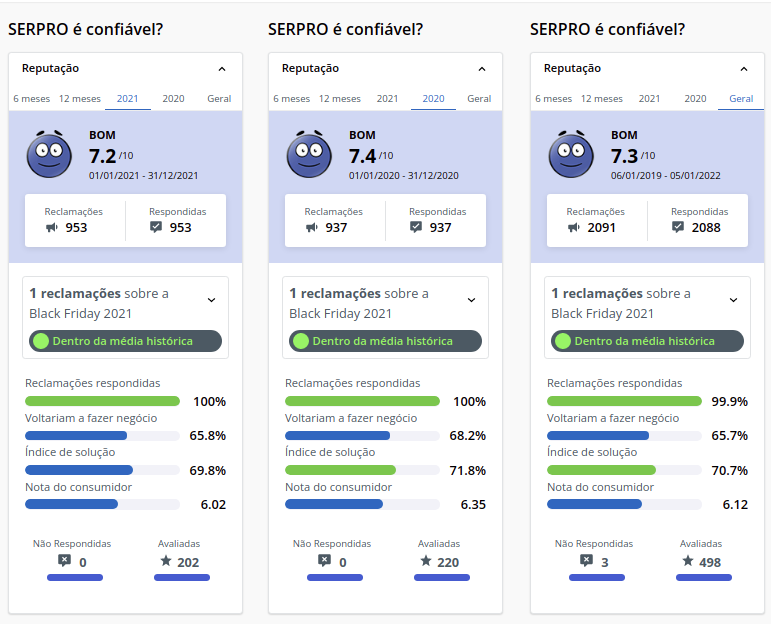 SERPRO é confiável?
Reputação
6 meses 12 meses 2021 2020 Geral
BOM
7.2 /10
01/01/2021 - 31/12/2021
Reclamações Respondidas
953 953
1 reclamações sobre a
Black Friday 2021
Dentro da média histórica
Reclamações respondidas
100%
Voltariam a fazer negócio
65.8%
Índice de solução
69.8%
Nota do consumidor
6.02
Não Respondidas Avaliadas
0 202
SERPRO é confiável?
Reputação
6 meses 12 meses 2021 2020 Geral
BOM
7.4 /10
01/01/2020 - 31/12/2020
Reclamações Respondidas
937 937
1 reclamações sobre a
Black Friday 2021
Dentro da média histórica
Reclamações respondidas
100%
Voltariam a fazer negócio
68.2%
Índice de solução
71.8%
Nota do consumidor
6.35
Não Respondidas Avaliadas
0 220
SERPRO é confiável?
Reputação
6 meses 12 meses 2021 2020 Geral
BOM
7.3 /10
06/01/2019 - 05/01/2022
Reclamações Respondidas
2091 2088
1 reclamações sobre a
Black Friday 2021
Dentro da média histórica
Reclamações respondidas
99.9%
Voltariam a fazer negócio
65.7%
Índice de solução
70.7%
Nota do consumidor
6.12
Não Respondidas Avaliadas
3 498